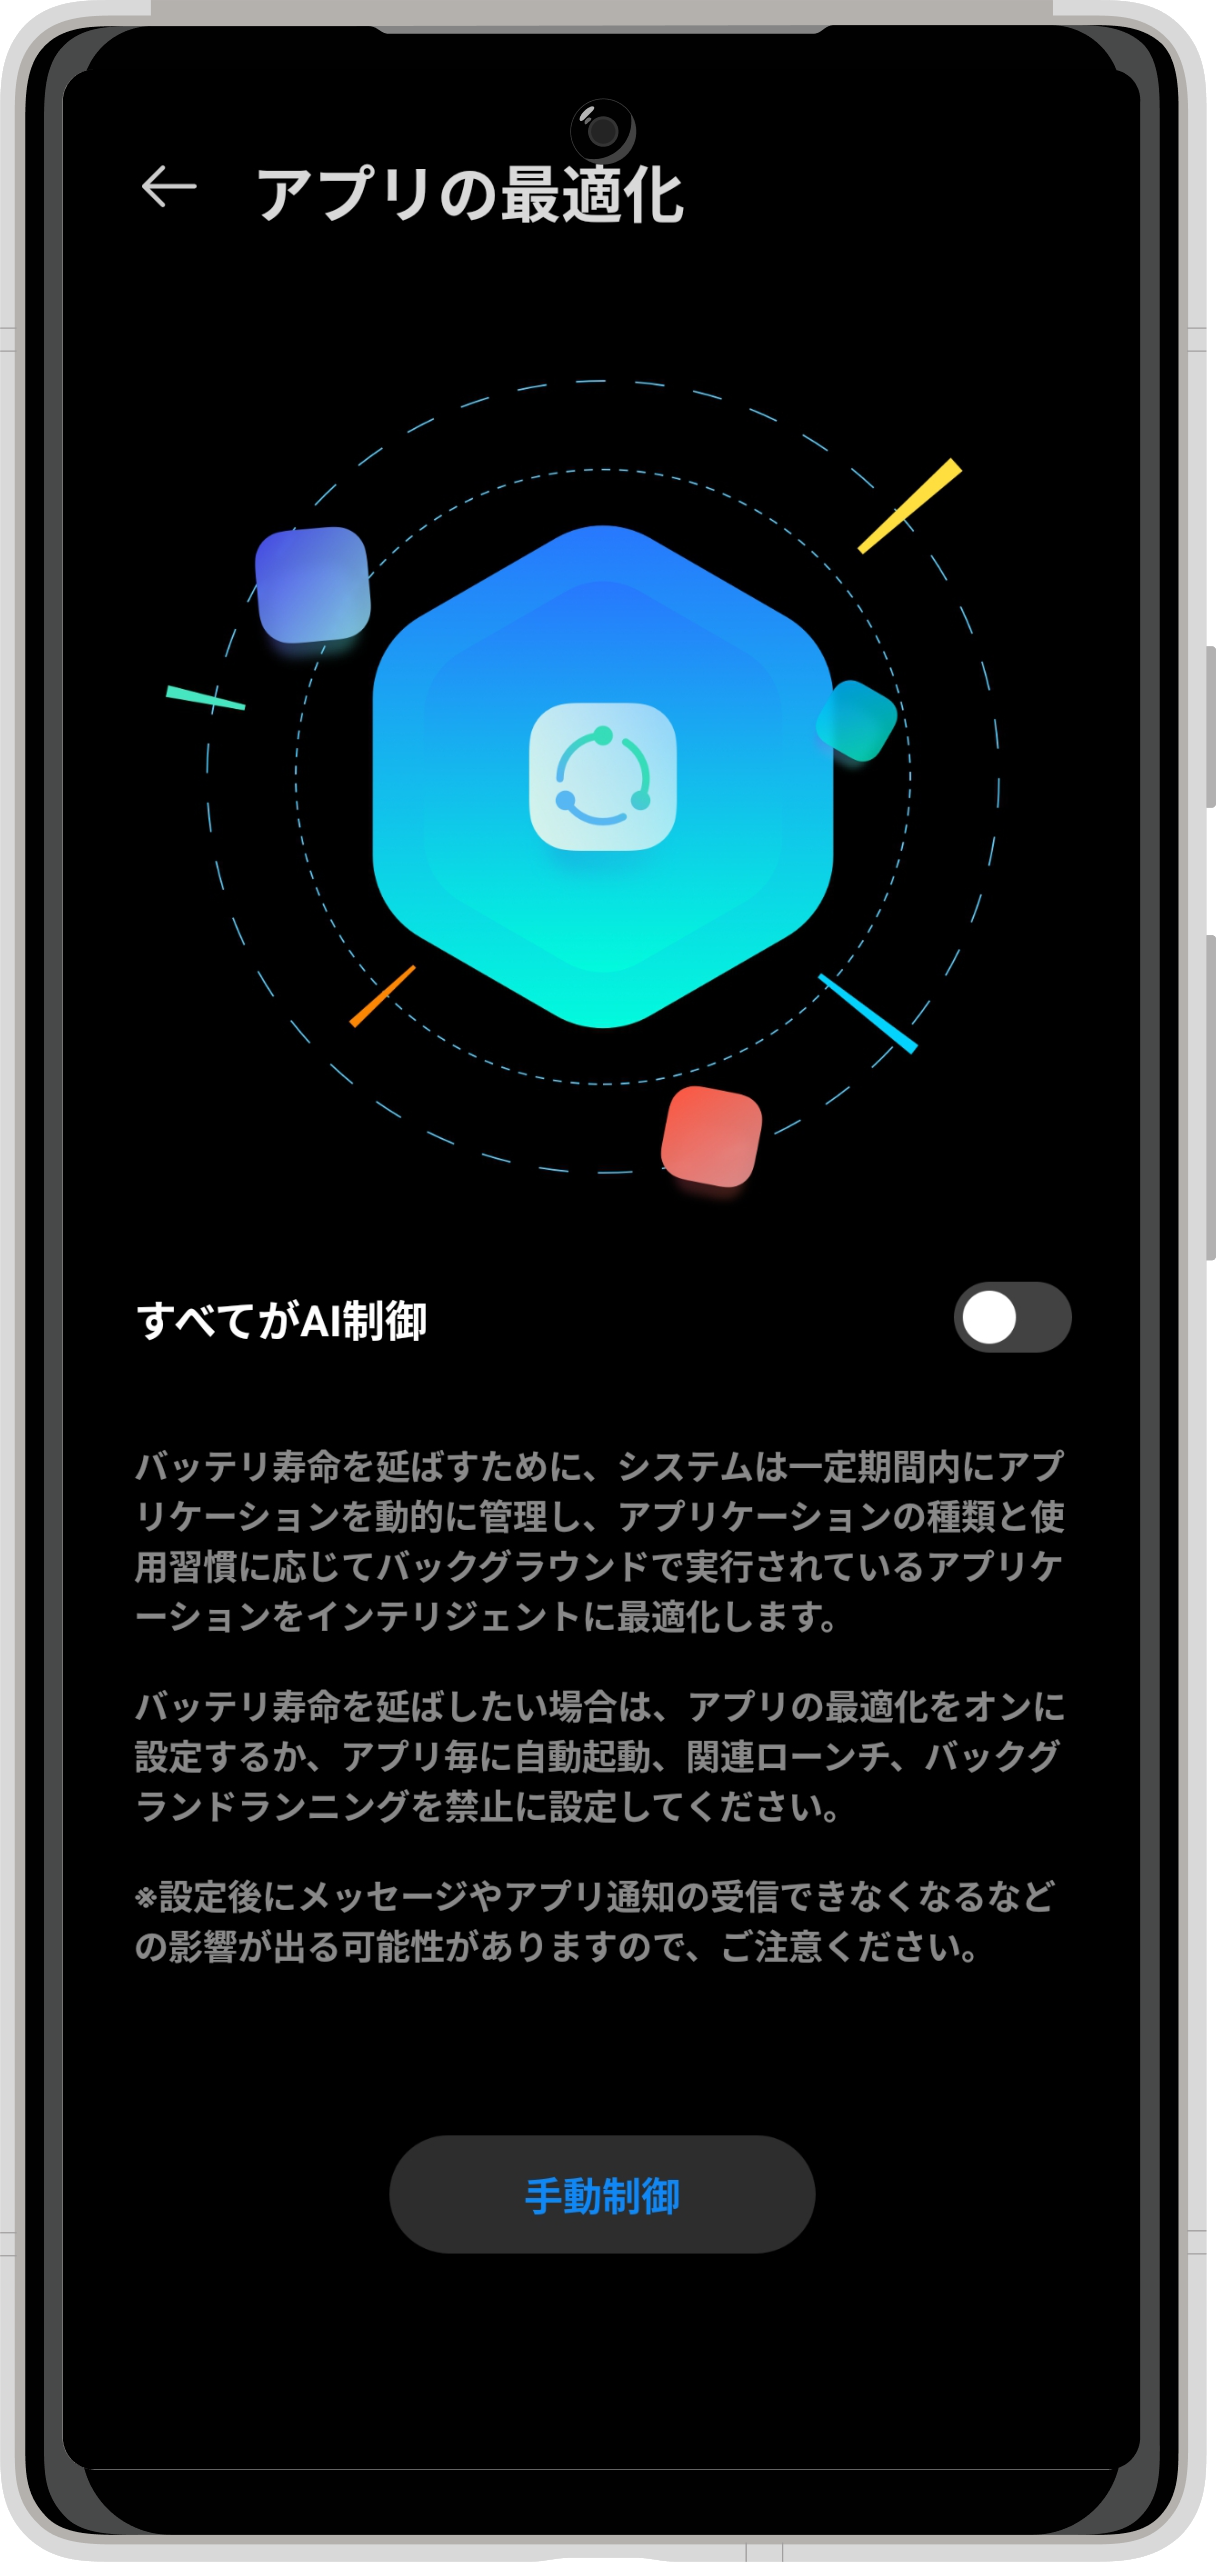 アプリの最適化
すべてがAI制御
バッテリ寿命を延ばすために、システムは一定期間内にアプ
リケーションを動的に管理し、アプリケーションの種類と使
用習慣に応じてバックグラウンドで実行されているアプリケ
ーションをインテリジェントに最適化します。
バッテリ寿命を延ばしたい場合は、アプリの最適化をオンに
設定するか、アプリ毎に自動起動、関連ローンチ、バックグ
ランドランニングを禁止に設定してください。
※設定後にメッセージやアプリ通知の受信できなくなるなど
の影響が出る可能性がありますので、ご注意ください。
手動制御